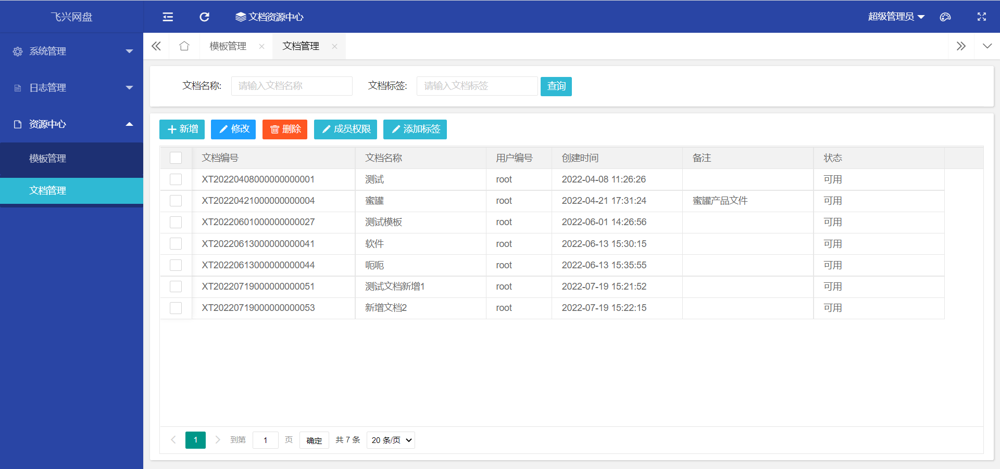 飞兴网盘
文档资源中心
超级管理员
系统管理
日志管理
资源中心
模板管理
文档管理
模板管理
文档管理
文档名称: 请输入文档名称 文档标签: 请输入文档标签 查询
新增 修改 删除 成员权限 添加标签
文档编号 文档名称 用户编号 创建时间 备注 状态
XT202204080000000000001 测试 root 2022-04-08 11:26:26 可用
XT202204210000000000004 蜜罐 root 2022-04-21 17:31:24 蜜罐产品文件 可用
XT202206010000000000027 测试模板 root 2022-06-01 14:26:56 可用
XT202206130000000000041 软件 root 2022-06-13 15:30:15 可用
XT202206130000000000044 呃呃 root 2022-06-13 15:35:55 可用
XT202207190000000000051 测试文档新增1 root 2022-07-19 15:21:52 可用
XT202207190000000000053 新增文档2 root 2022-07-19 15:22:15 可用
1 到第 1 页 确定 共 7 条 20 条/页